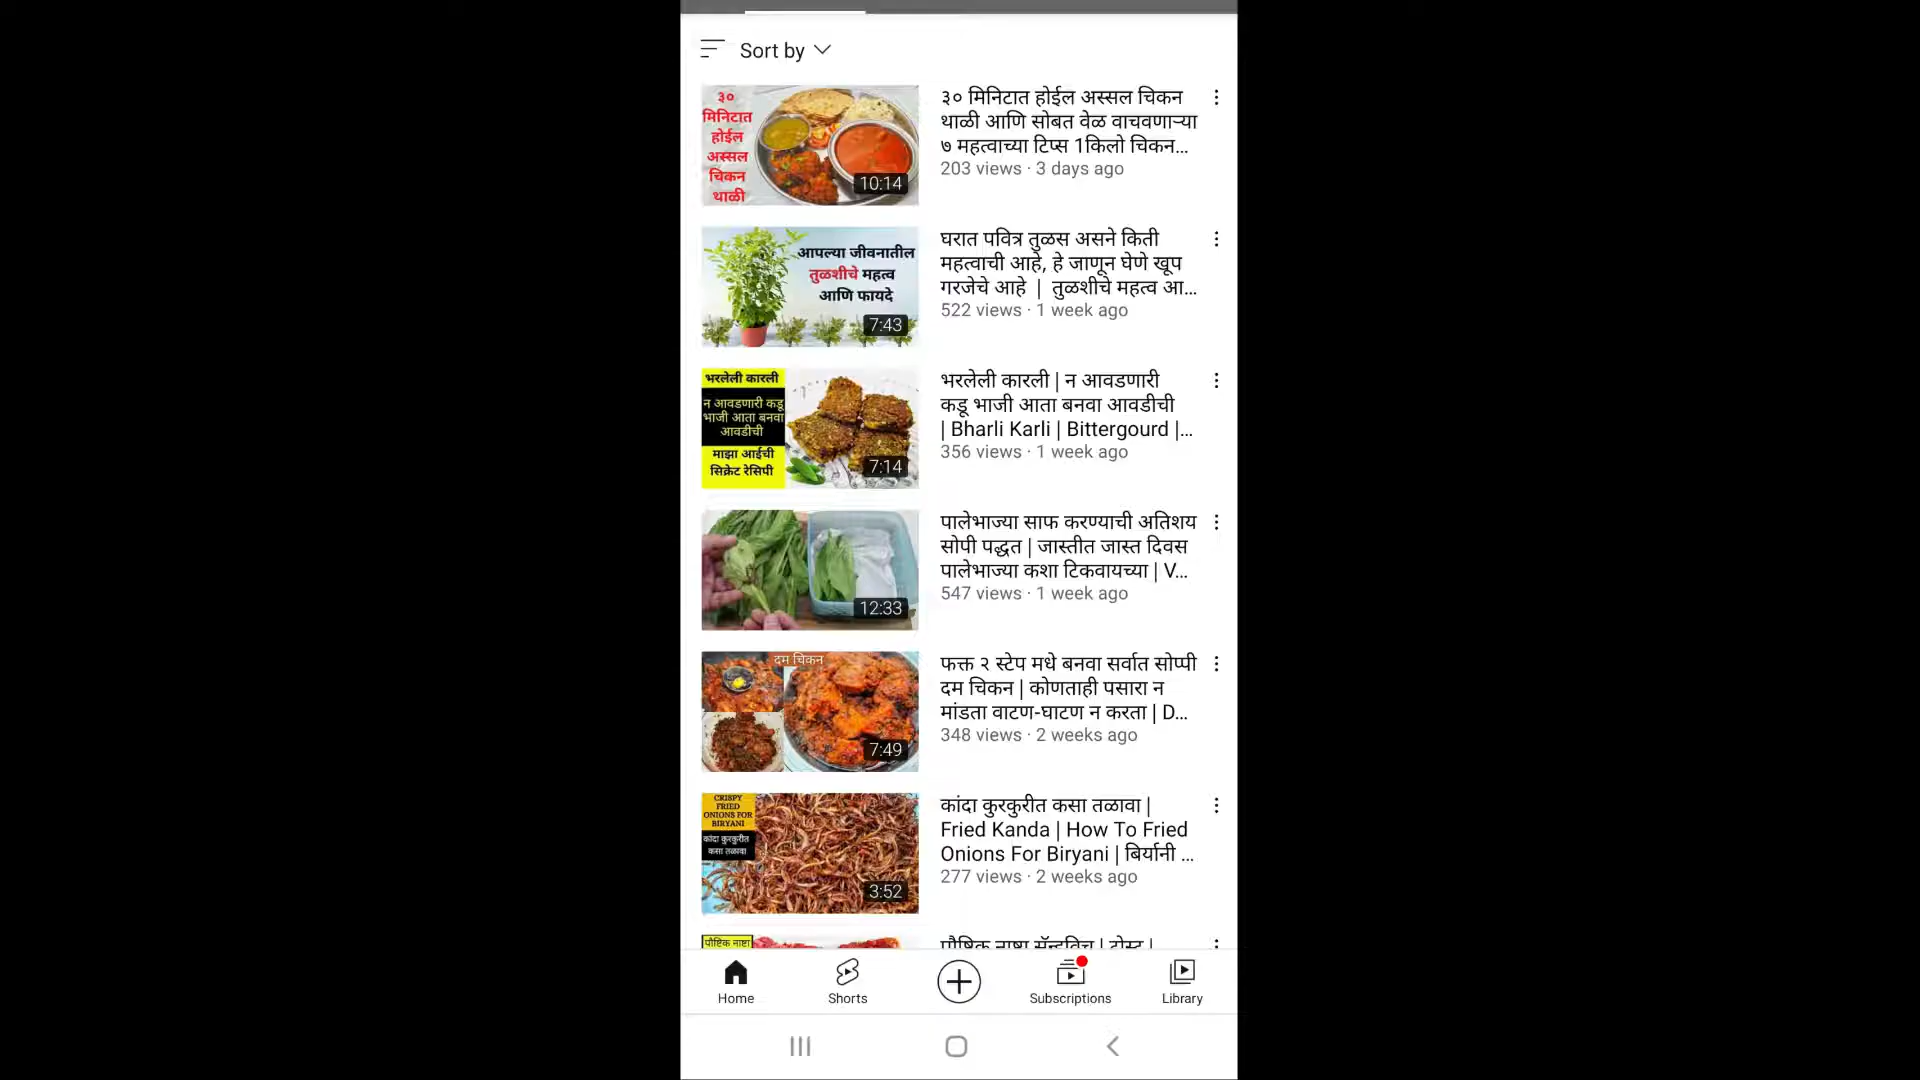 Sort by
३०
मिनिटात
होईल
अस्सल
चिकन
थाळी
10:14
३० मिनिटात होईल अस्सल चिकन
थाळी आणि सोबत वेळ वाचवणाऱ्या
७ महत्वाच्या टिप्स 1किलो चिकन...
203 views · 3 days ago
आपल्या जीवनातील
तुळशीचे महत्व
आणि फायदे
7:43
घरात पवित्र तुळस असने किती
महत्वाची आहे, हे जाणून घेणे खूप
गरजेचे आहे | तुळशीचे महत्व आ...
522 views · 1 week ago
भरलेली कारली
न आवडणारी कडू
भाजी आता बनवा
आवडीची
माझा आईची
सिक्रेट रेसिपी
7:14
भरलेली कारली | न आवडणारी
कडू भाजी आता बनवा आवडीची
| Bharli Karli | Bittergourd |...
356 views · 1 week ago
12:33
पालेभाज्या साफ करण्याची अतिशय
सोपी पद्धत | जास्तीत जास्त दिवस
पालेभाज्या कशा टिकवायच्या | V...
547 views · 1 week ago
दम चिकन
7:49
फक्त २ स्टेप मधे बनवा सर्वात सोप्पी
दम चिकन | कोणताही पसारा न
मांडता वाटण-घाटण न करता | D...
348 views · 2 weeks ago
CRISPY
FRIED
ONIONS FOR
BIRYANI
कांदा कुरकुरीत
कसा तळावा
3:52
कांदा कुरकुरीत कसा तळावा |
Fried Kanda | How To Fried
Onions For Biryani | बिर्यानी ...
277 views · 2 weeks ago
पौष्टिक नाष्टा
पौष्टिक नाष्टा सॅन्डविच | टोस्ट |
Home
Shorts
Subscriptions
Library